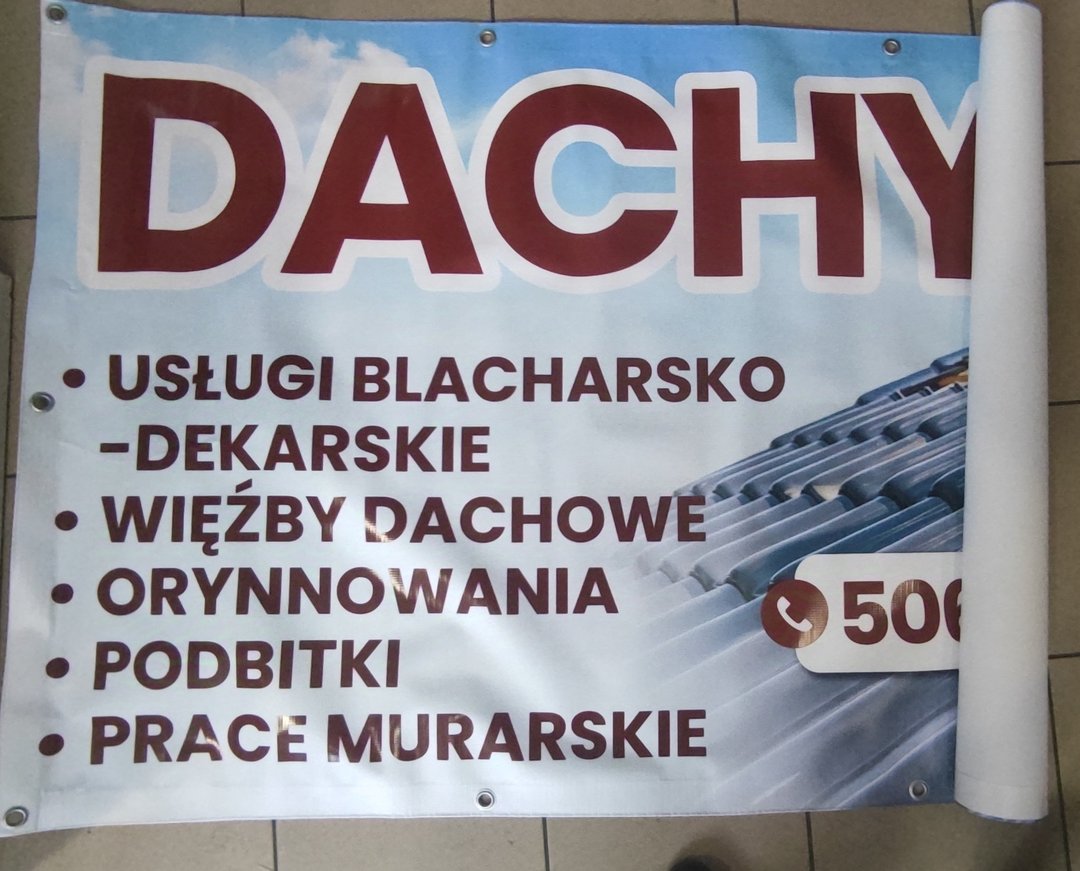 DACHY
• USŁUGI BLACHARSKO
-DEKARSKIE
• WIĘŹBY DACHOWE
• ORYNNOWANIA
• PODBITKI
• PRACE MURARSKIE
506